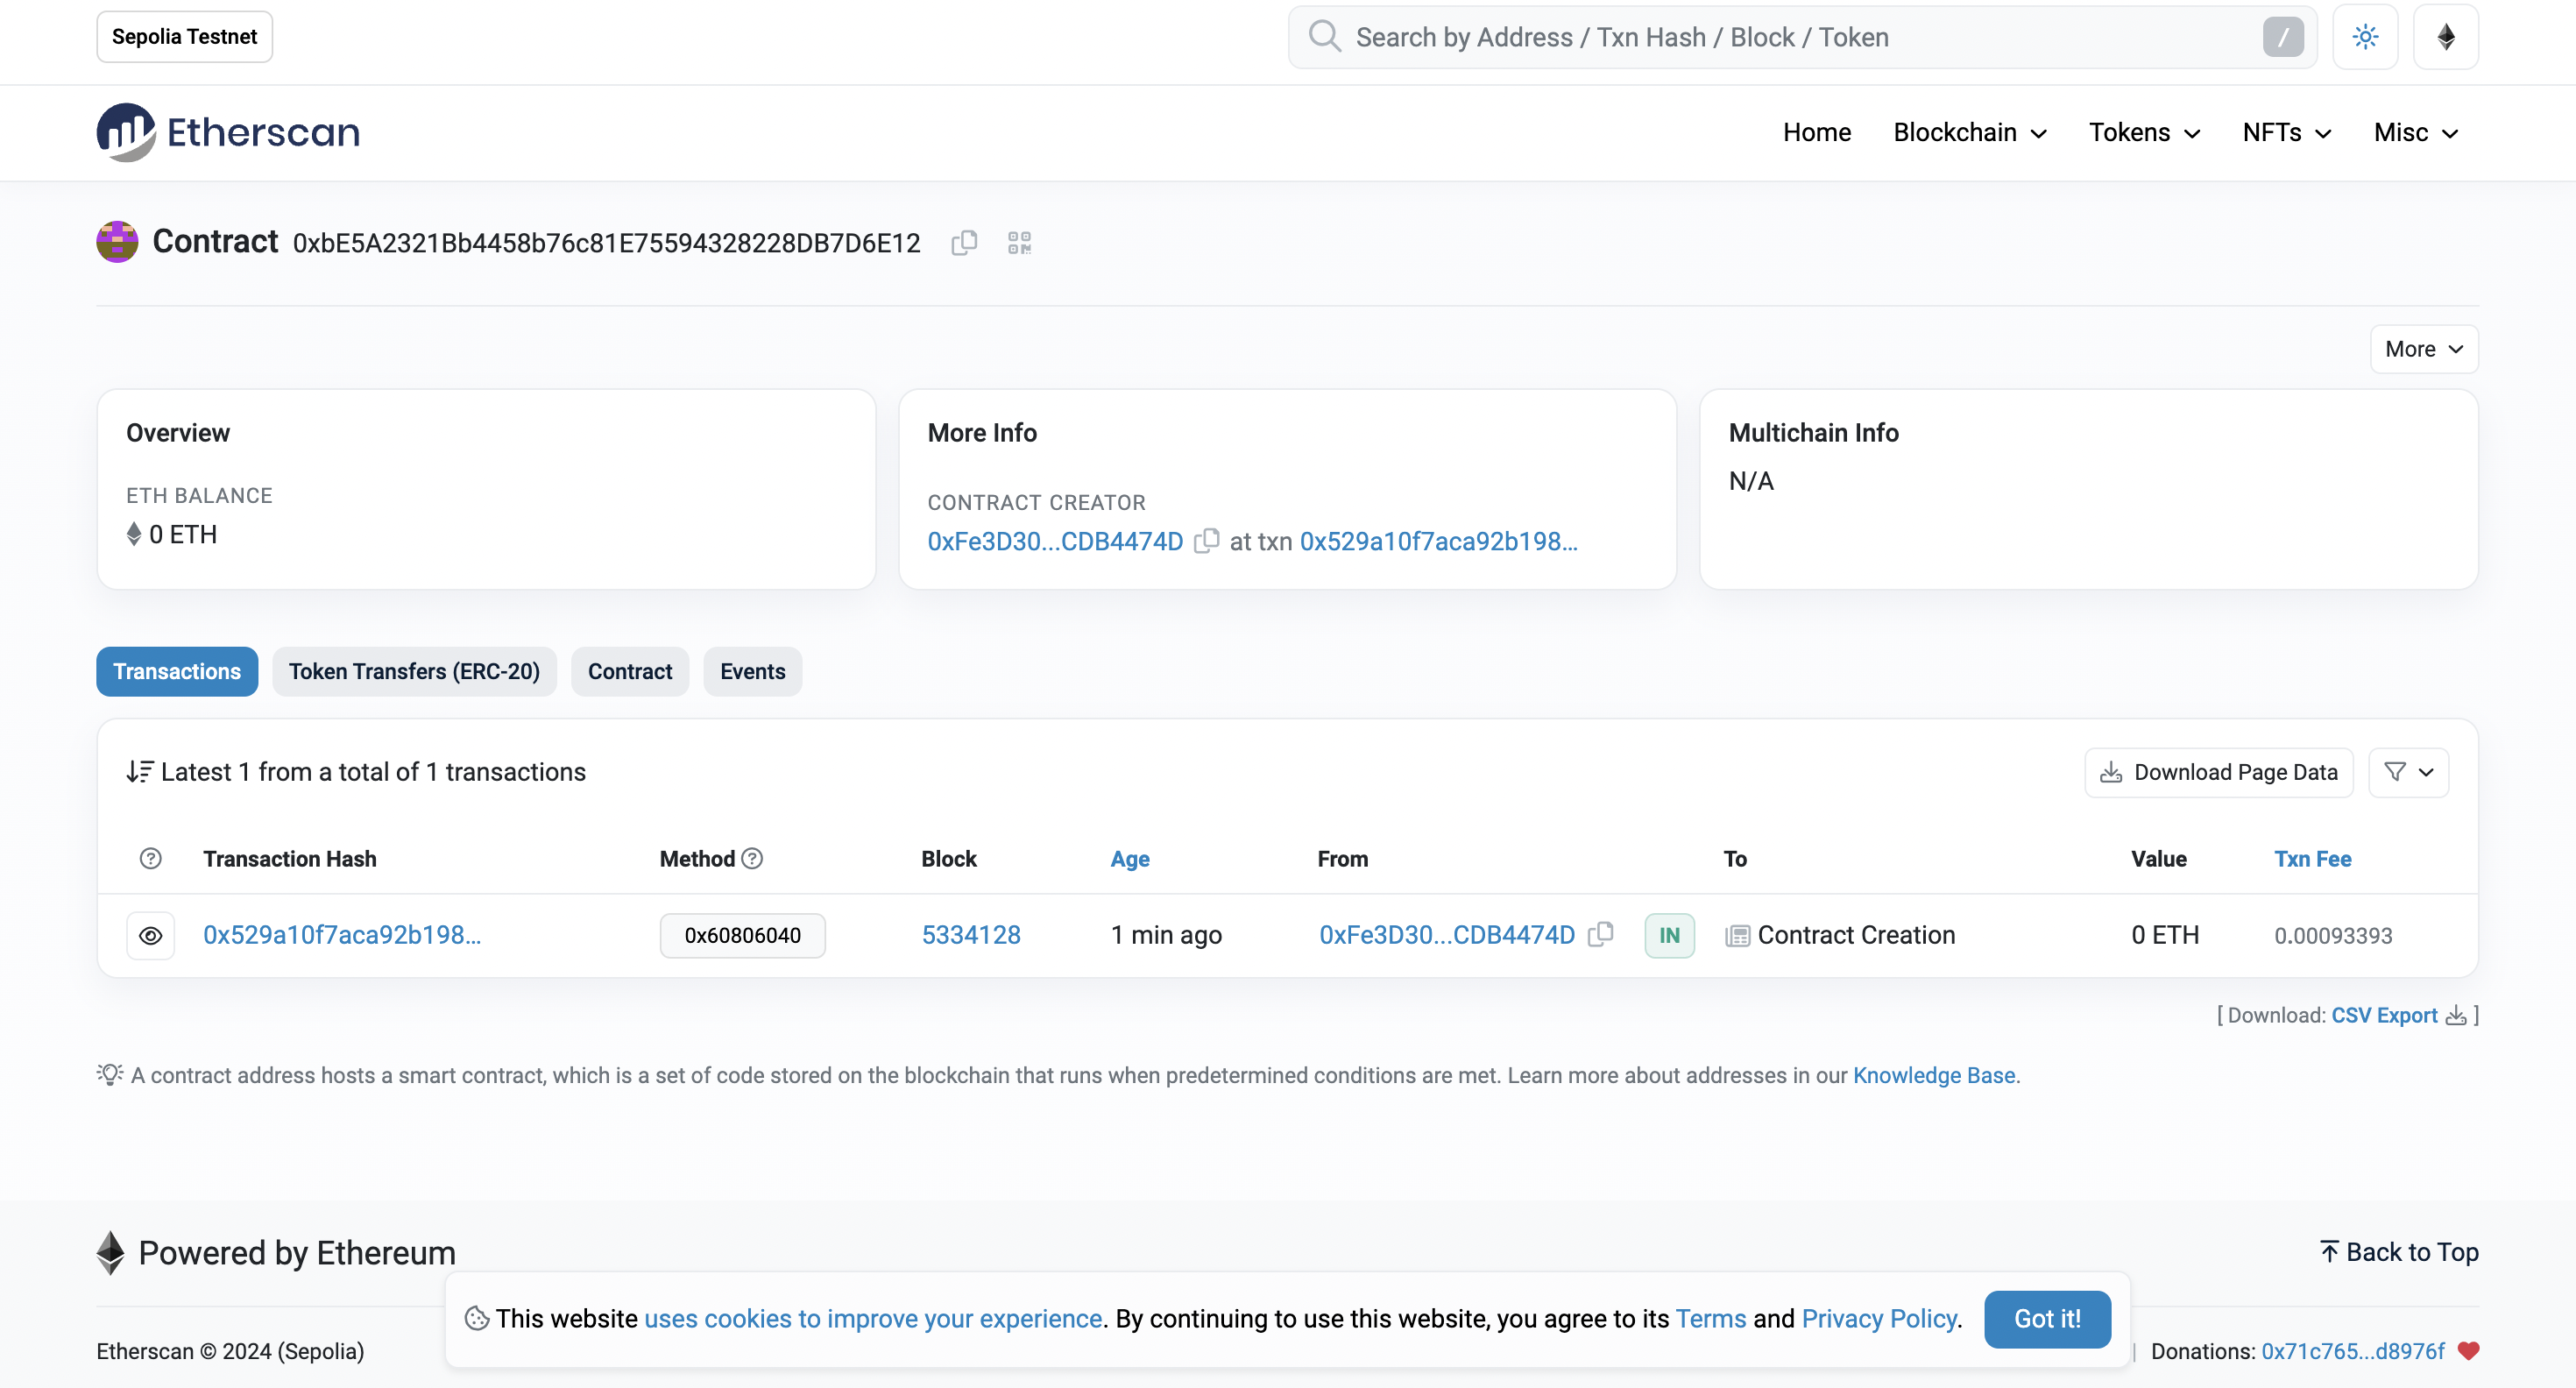 Sepolia Testnet
Search by Address / Txn Hash / Block / Token /
Etherscan
Home Blockchain Tokens NFTs Misc
Contract 0xbE5A2321Bb4458b76c81E75594328228DB7D6E12
More
Overview
ETH BALANCE
0 ETH
More Info
CONTRACT CREATOR
0xFe3D30...CDB4474D at txn 0x529a10f7aca92b198...
Multichain Info
N/A
Transactions Token Transfers (ERC-20) Contract Events
Latest 1 from a total of 1 transactions
Download Page Data
Transaction Hash Method Block Age From To Value Txn Fee
0x529a10f7aca92b198... 0x60806040 5334128 1 min ago 0xFe3D30...CDB4474D IN Contract Creation 0 ETH 0.00093393
[ Download: CSV Export ]
A contract address hosts a smart contract, which is a set of code stored on the blockchain that runs when predetermined conditions are met. Learn more about addresses in our Knowledge Base.
Powered by Ethereum
Back to Top
This website uses cookies to improve your experience. By continuing to use this website, you agree to its Terms and Privacy Policy. Got it!
Etherscan © 2024 (Sepolia)
| Donations: 0x71c765...d8976f